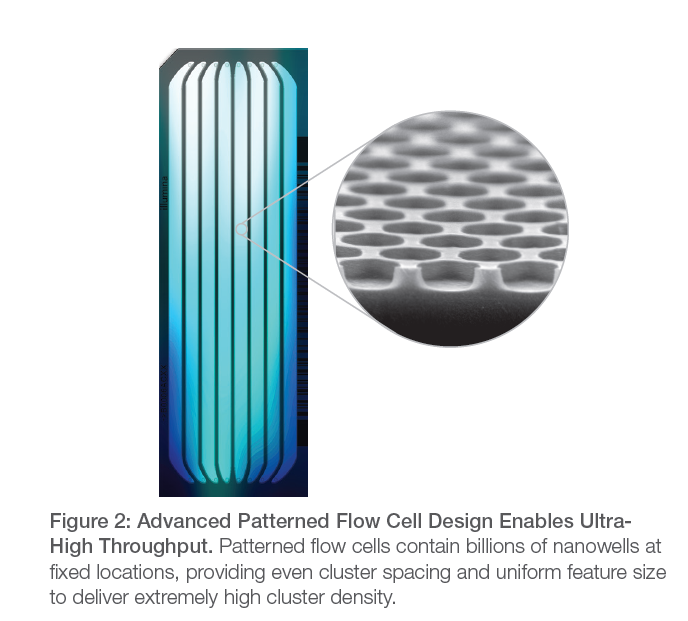 illumina
Figure 2: Advanced Patterned Flow Cell Design Enables Ultra-
High Throughput. Patterned flow cells contain billions of nanowells at
fixed locations, providing even cluster spacing and uniform feature size
to deliver extremely high cluster density.